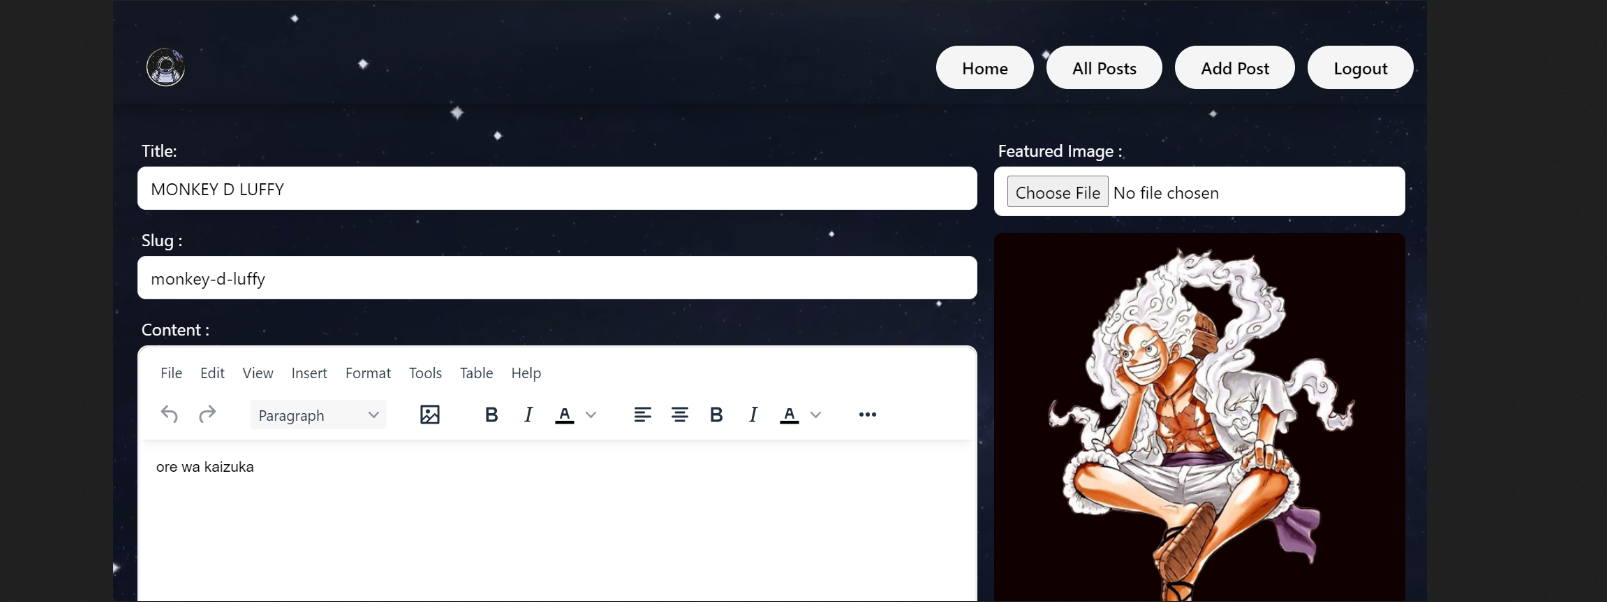 Home All Posts Add Post Logout
Title:
MONKEY D LUFFY
Slug :
monkey-d-luffy
Content :
File Edit View Insert Format Tools Table Help
Paragraph B I A B I A
ore wa kaizuka
Featured Image :
Choose File No file chosen